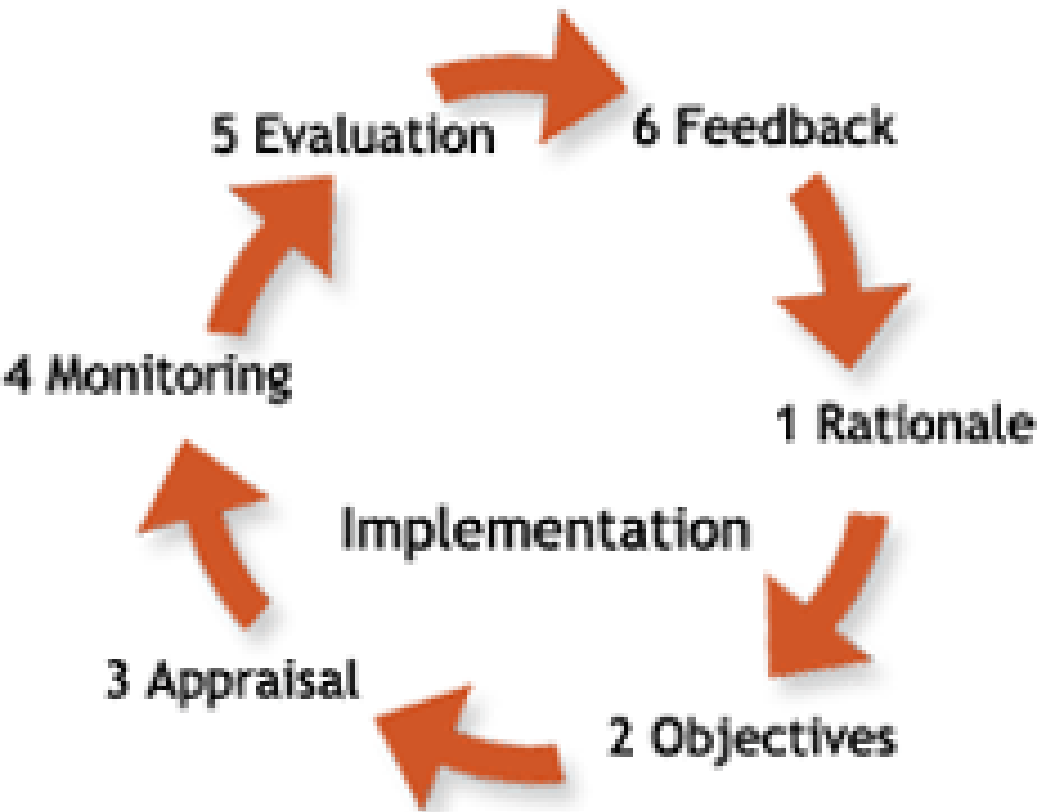 5 Evaluation
6 Feedback
4 Monitoring
1 Rationale
Implementation
3 Appraisal
2 Objectives